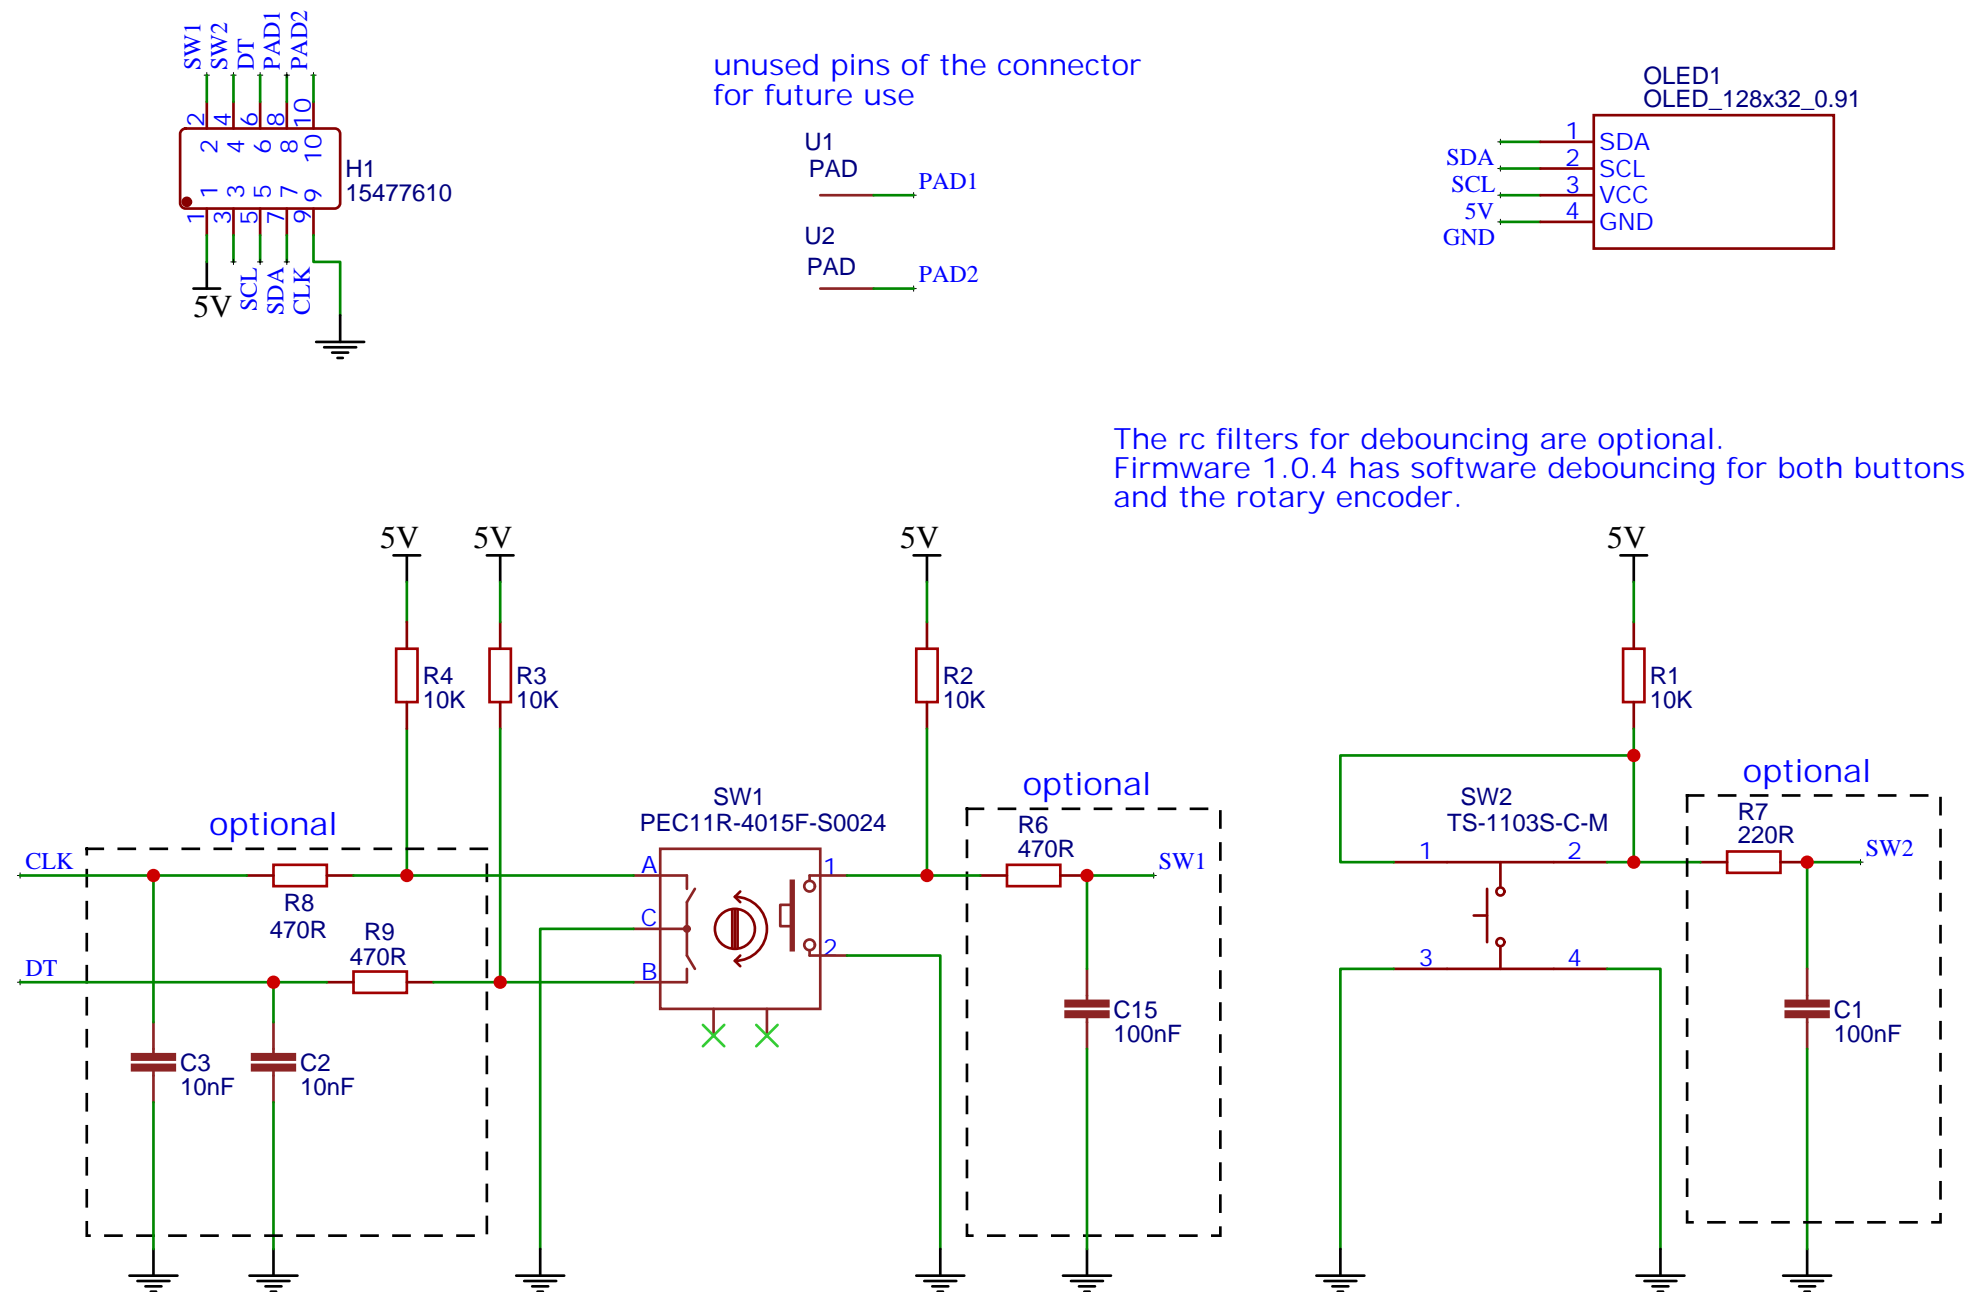 SW1
SW2
DT
PAD1
PAD2
2
4
6
8
10
2
4
6
8
10
H1
15477610
1
3
5
7
9
1
3
5
7
9
5V
SCL
SDA
CLK
unused pins of the connector
for future use
U1
PAD
PAD1
U2
PAD
PAD2
OLED1
OLED_128x32_0.91
1
SDA
SDA
2
SCL
SCL
3
VCC
5V
4
GND
GND
The rc filters for debouncing are optional.
Firmware 1.0.4 has software debouncing for both buttons
and the rotary encoder.
5V
5V
5V
5V
R4
10K
R3
10K
R2
10K
R1
10K
optional
CLK
R8
470R
R9
470R
DT
C3
10nF
C2
10nF
SW1
PEC11R-4015F-S0024
A
C
B
1
2
optional
R6
470R
SW1
C15
100nF
SW2
TS-1103S-C-M
1
2
3
4
optional
R7
220R
SW2
C1
100nF